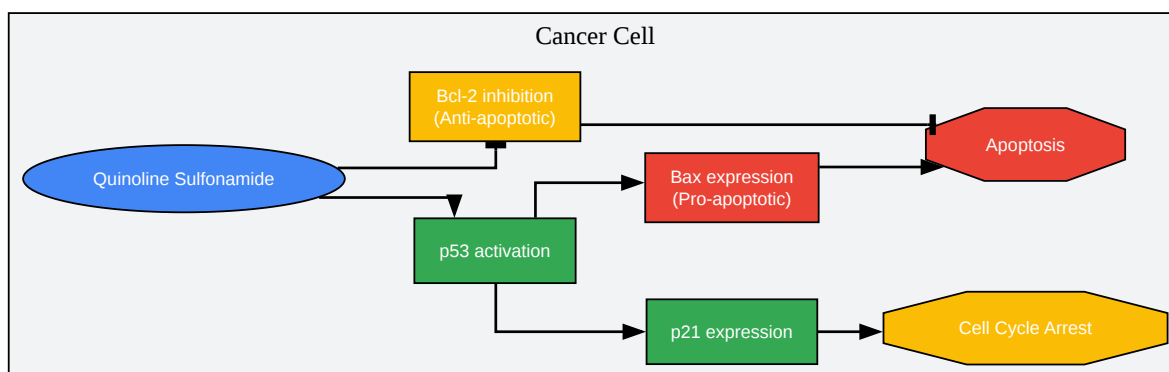 Cancer Cell
Bcl-2 inhibition
(Anti-apoptotic)
Apoptosis
Quinoline Sulfonamide
Bax expression
(Pro-apoptotic)
p53 activation
p21 expression
Cell Cycle Arrest